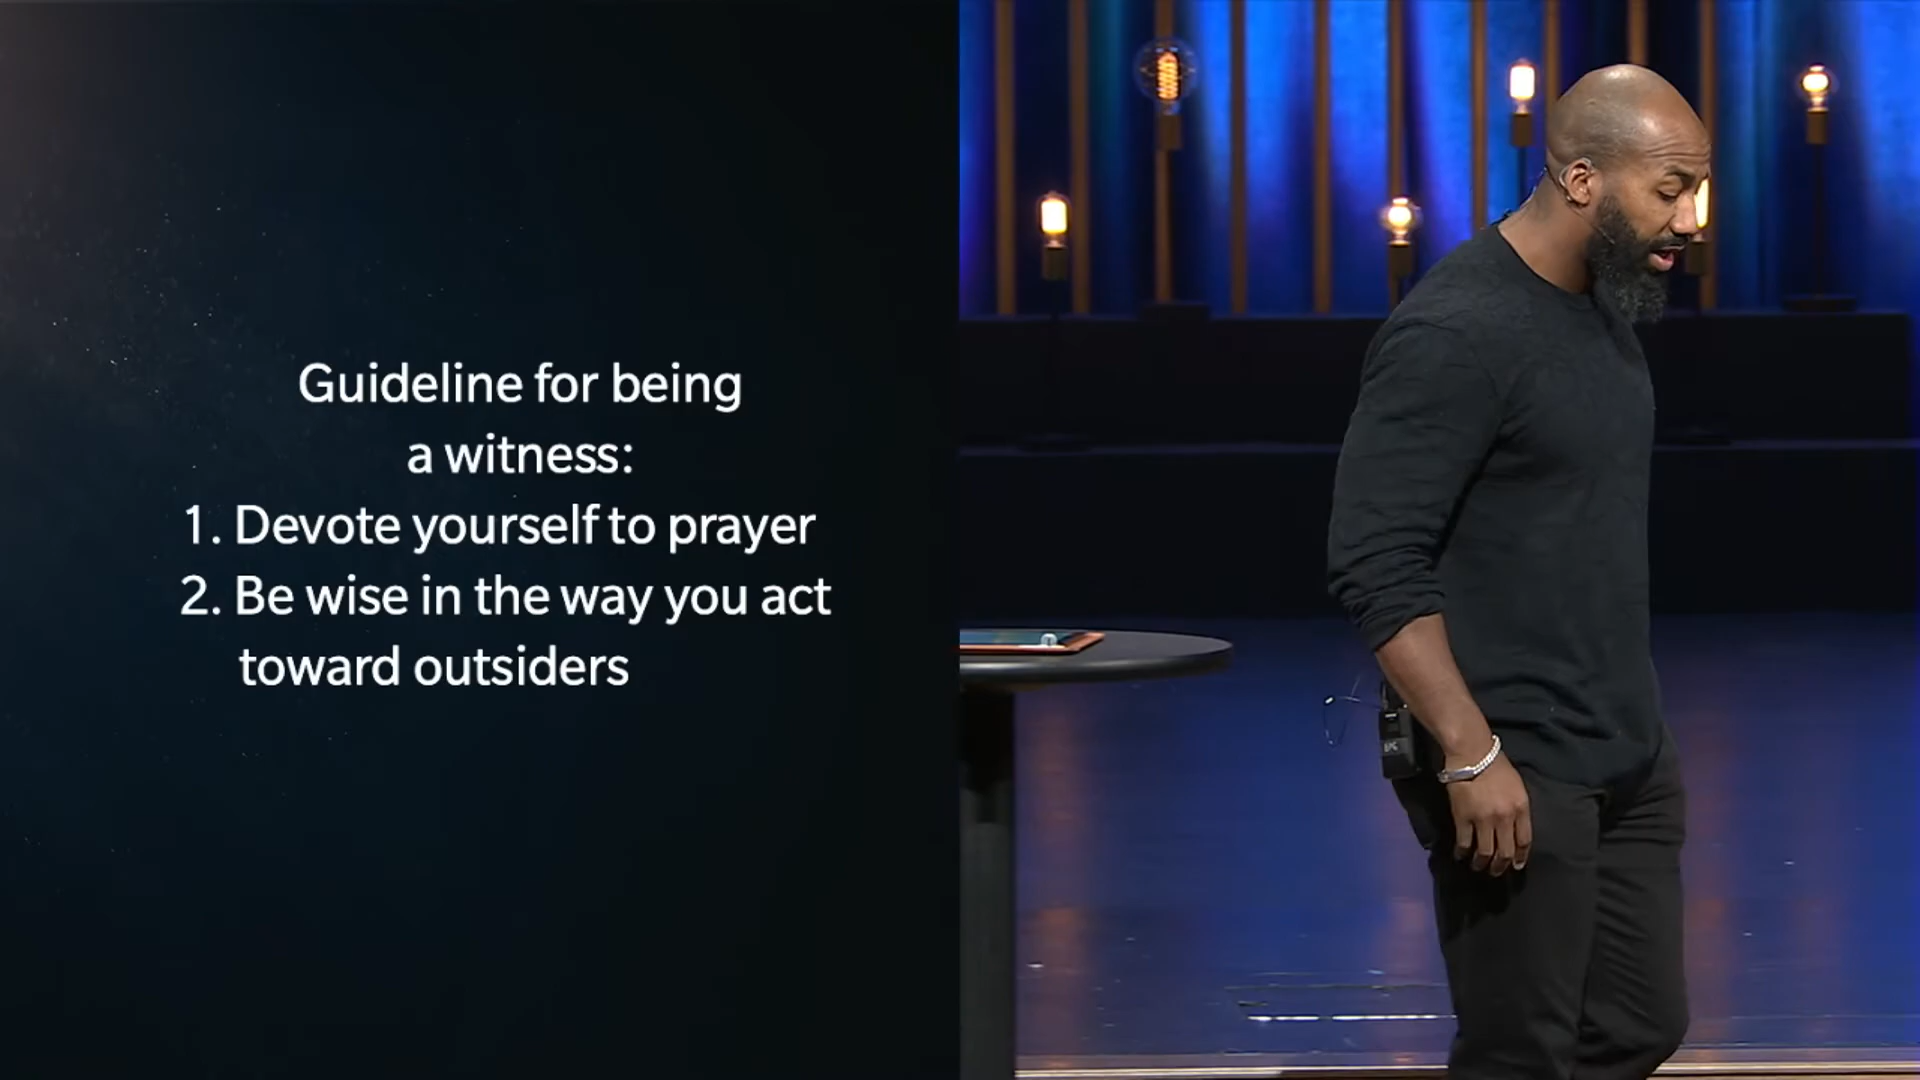 Guideline for being
a witness:
1. Devote yourself to prayer
2. Be wise in the way you act
toward outsiders